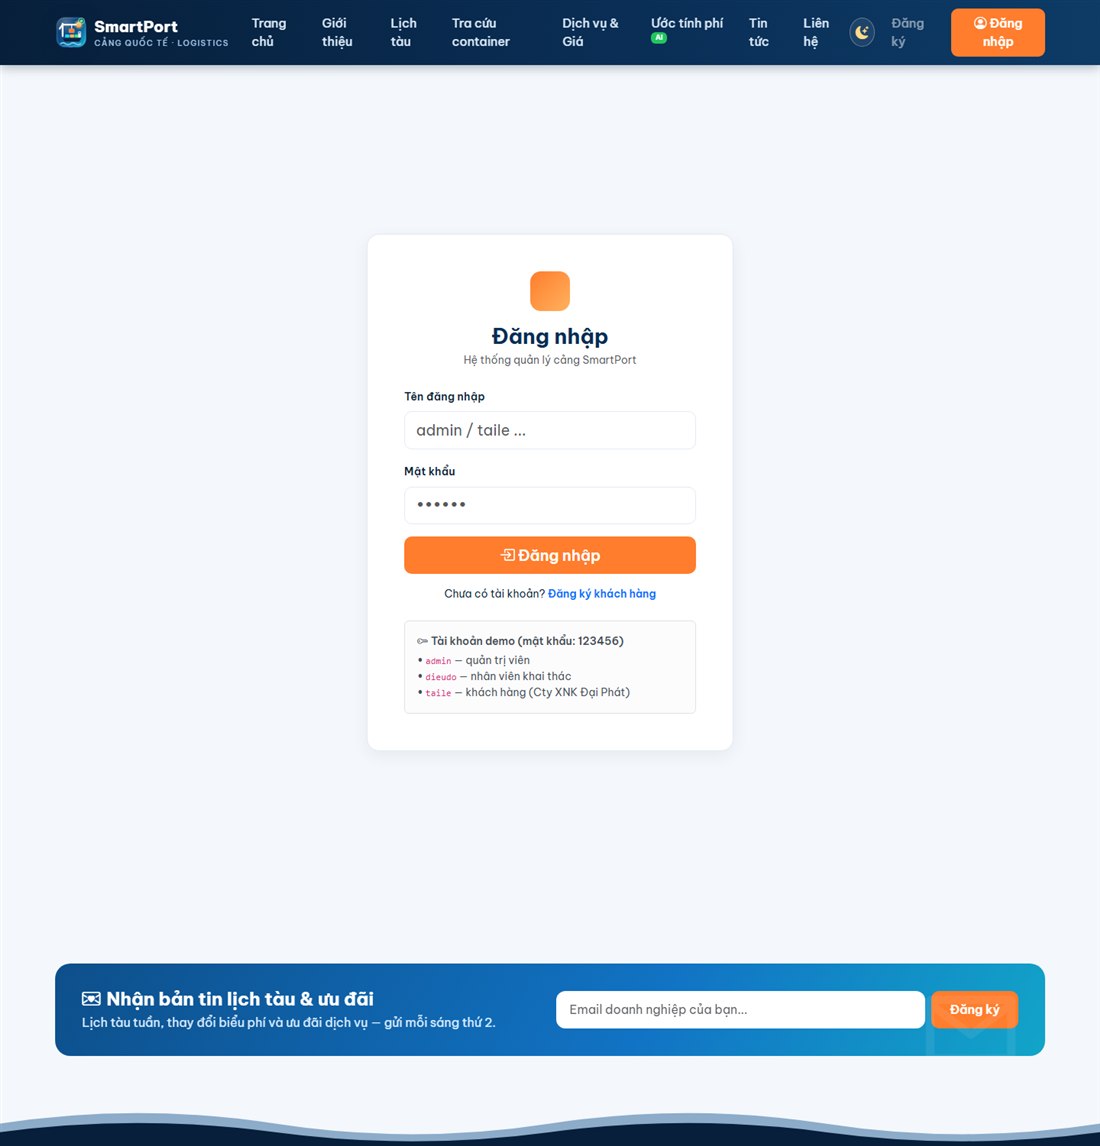 SmartPort
CẢNG QUỐC TẾ · LOGISTICS
Trang chủ
Giới thiệu
Lịch tàu
Tra cứu container
Dịch vụ & Giá
Ước tính phí AI
Tin tức
Liên hệ
Đăng ký
Đăng nhập
Đăng nhập
Hệ thống quản lý cảng SmartPort
Tên đăng nhập
admin / taile ...
Mật khẩu
••••••
Đăng nhập
Chưa có tài khoản? Đăng ký khách hàng
Tài khoản demo (mật khẩu: 123456)
• admin — quản trị viên
• dieudo — nhân viên khai thác
• taile — khách hàng (Cty XNK Đại Phát)
Nhận bản tin lịch tàu & ưu đãi
Lịch tàu tuần, thay đổi biểu phí và ưu đãi dịch vụ — gửi mỗi sáng thứ 2.
Email doanh nghiệp của bạn...
Đăng ký